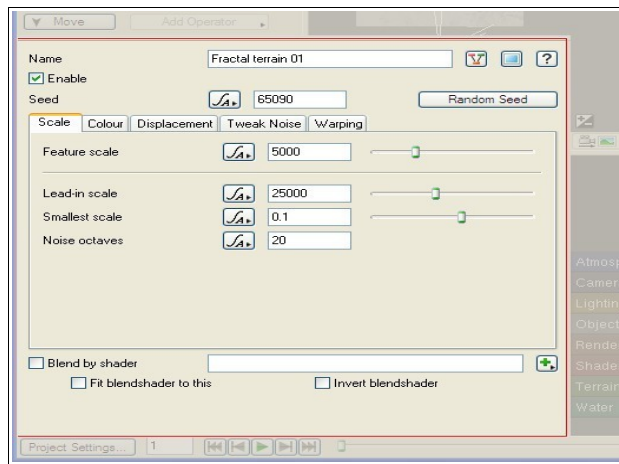 Move Add Operator
Name Fractal terrain 01 ?
Enable
Seed 65090 Random Seed
Scale Colour Displacement Tweak Noise Warping
Feature scale 5000
Lead-in scale 25000
Smallest scale 0.1
Noise octaves 20
Atmos
Camer
Lightin
Object
Rende
Shade
Terrain
Water
Blend by shader
Fit blendshader to this Invert blendshader
Project Settings... 1